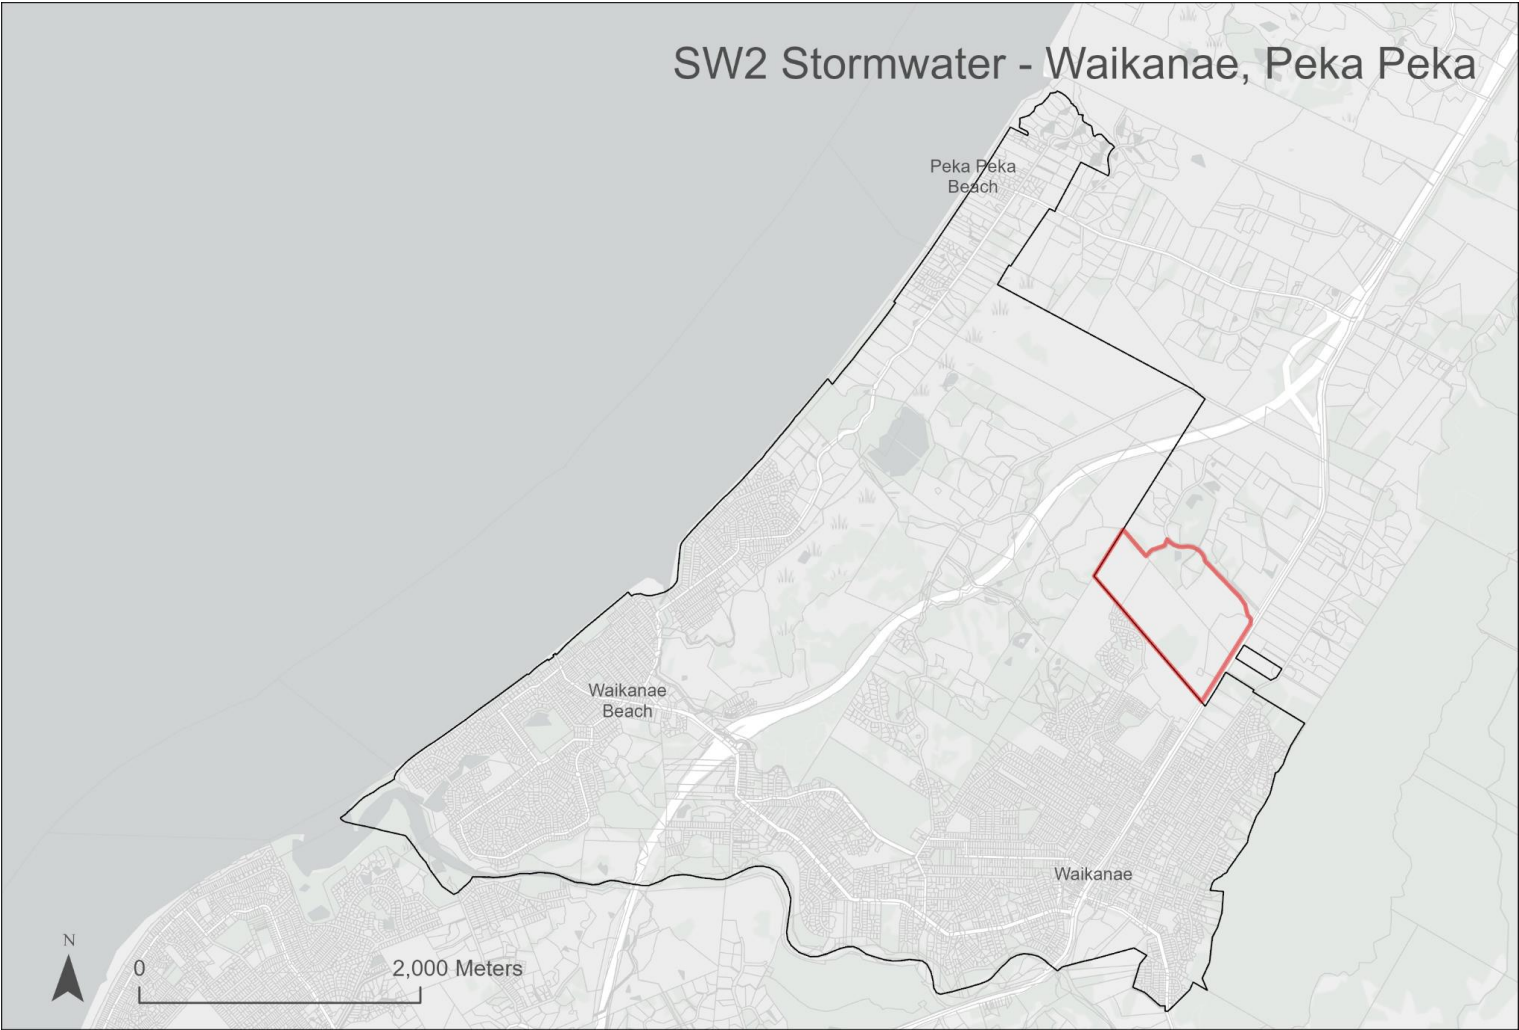 SW2 Stormwater - Waikanae, Peka Peka
Peka Peka
Beach
Waikanae
Beach
Waikanae
N
0
2,000 Meters